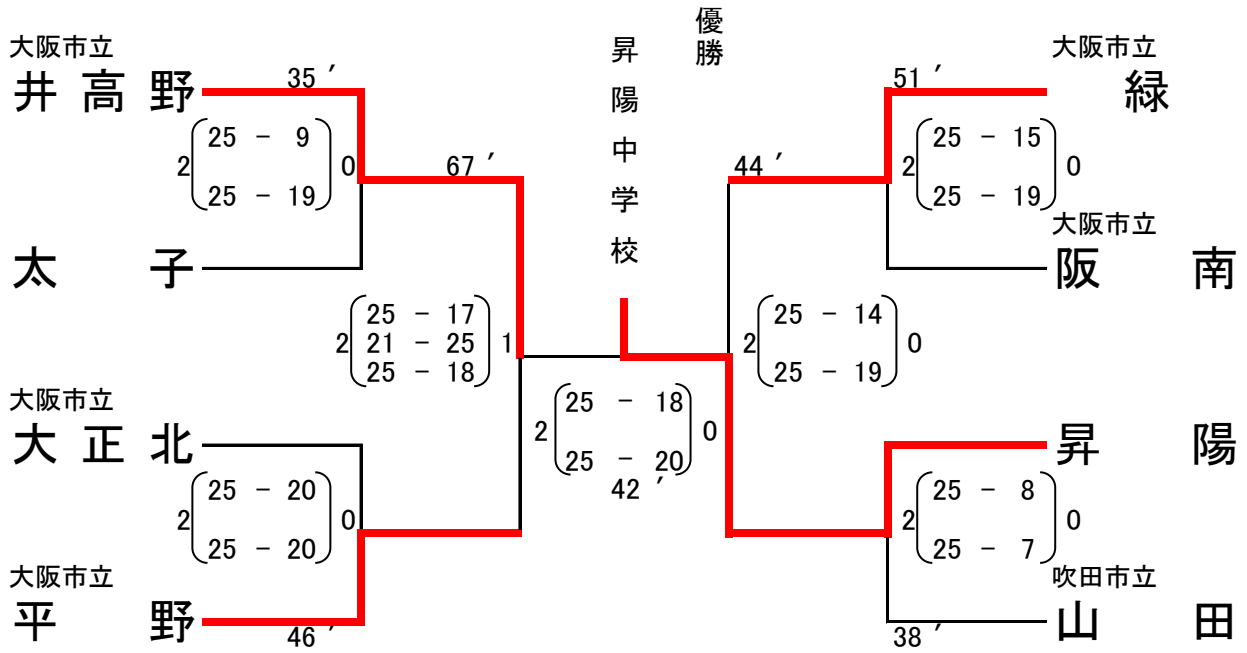 優勝
昇陽中学校
大阪市立
井高野
35 ′
2 0
25 － 9
25 － 19
太子
67 ′
2 1
25 － 17
21 － 25
25 － 18
大阪市立
大正北
2 0
25 － 20
25 － 20
大阪市立
平野
46 ′
2 0
25 － 18
25 － 20
42 ′
大阪市立
緑
51 ′
2 0
25 － 15
25 － 19
大阪市立
阪南
44 ′
2 0
25 － 14
25 － 19
昇陽
2 0
25 － 8
25 － 7
吹田市立
山田
38 ′